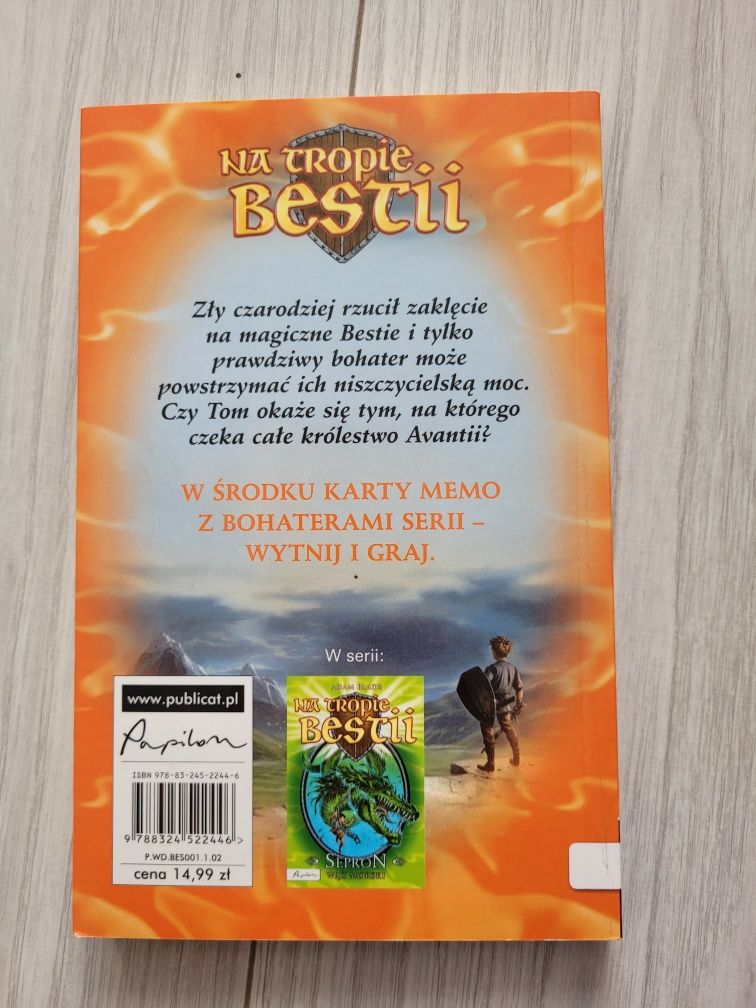 NA TROPIE
BESTII
Zły czarodziej rzucił zaklęcie
na magiczne Bestie i tylko
prawdziwy bohater może
powstrzymać ich niszczycielską moc.
Czy Tom okaże się tym, na którego
czeka całe królestwo Avantii?
W ŚRODKU KARTY MEMO
Z BOHATERAMI SERII –
WYTNIJ I GRAJ.
W serii:
ADAM BLADE
NA TROPIE
BESTII
SEPRON
WĄŻ MORSKI
Papilon
www.publicat.pl
Papilon
ISBN 978-83-245-2244-6
9 788324 522446 >
P.WD.BES001.1.02
cena 14,99 zł